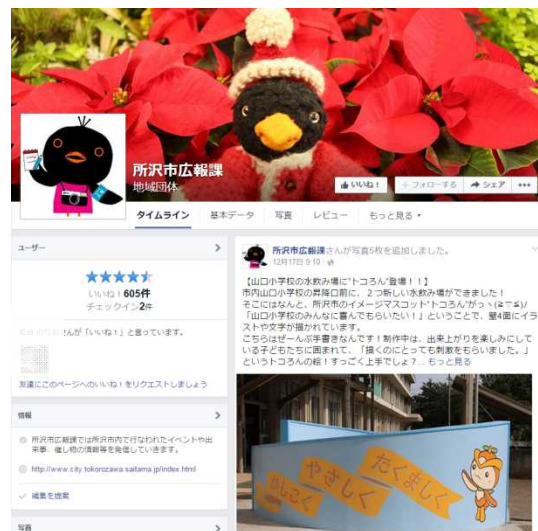 所沢市広報課
地域団体
いいね！
フォローする
シェア
タイムライン 基本データ 写真 レビュー もっと見る
ユーザー
いいね！605件
チェックイン2件
んが「いいね！」と言っています。
友達にこのページへのいいね！をリクエストしましょう
情報
所沢市広報課では所沢市内で行なわれたイベントや出
来事、催し物の情報等を発信していきます。
http://www.city.tokorozawa.saitama.jp/index.html
編集を提案
写真
所沢市広報課さんが写真5枚を追加しました。
12月17日 9:10
【山口小学校の水飲み場に"トコろん"登場！！】
市内山口小学校の昇降口前に、2つ新しい水飲み場ができました！
そこにはなんと、所沢市のイメージマスコット"トコろん"がっヽ(≧▽≦)/
「山口小学校のみんなに喜んでもらいたい！」ということで、壁4面にイラ
ストや文字が描かれています。
こちらはぜーんぶ手書きなんです！制作中は、出来上がりを楽しみにして
いる子どもたちに囲まれて、「描くのにとっても刺激をもらいました。」
というトコろんの絵！すっごく上手でしょ？... もっと見る
かしこく
やさしく
たくましく